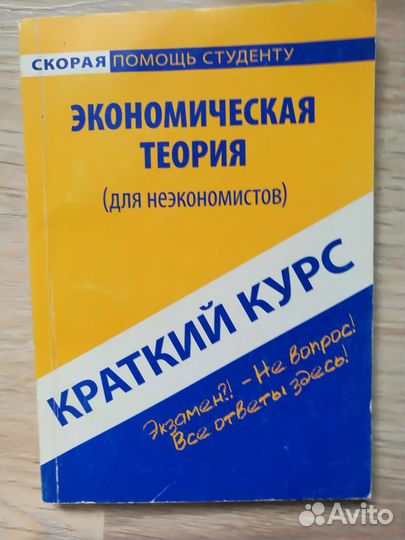 СКОРАЯ ПОМОЩЬ СТУДЕНТУ
ЭКОНОМИЧЕСКАЯ
ТЕОРИЯ
(для неэкономистов)
КРАТКИЙ КУРС
Экзамен?! - Не вопрос!
Все ответы здесь!
Avito